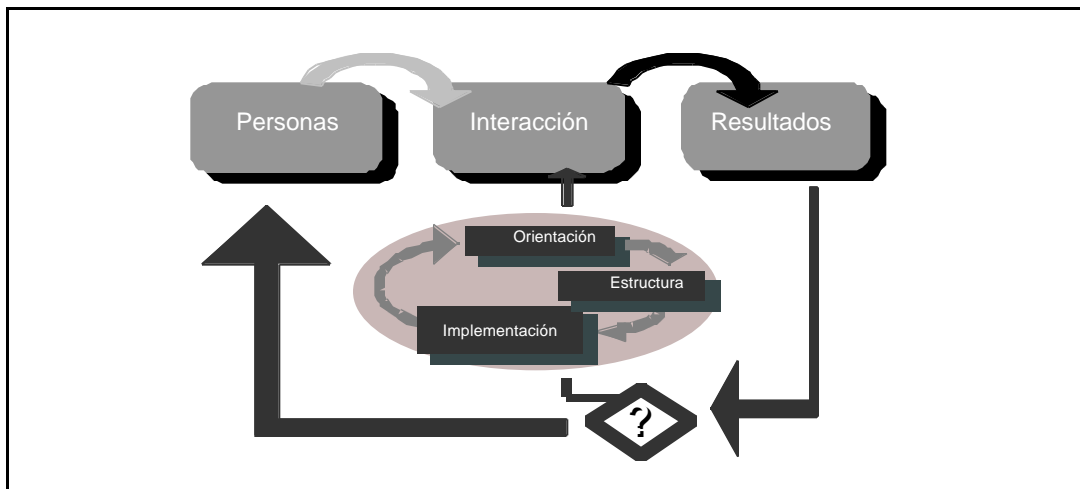 Personas
Interacción
Resultados
Orientación
Estructura
Implementación
?